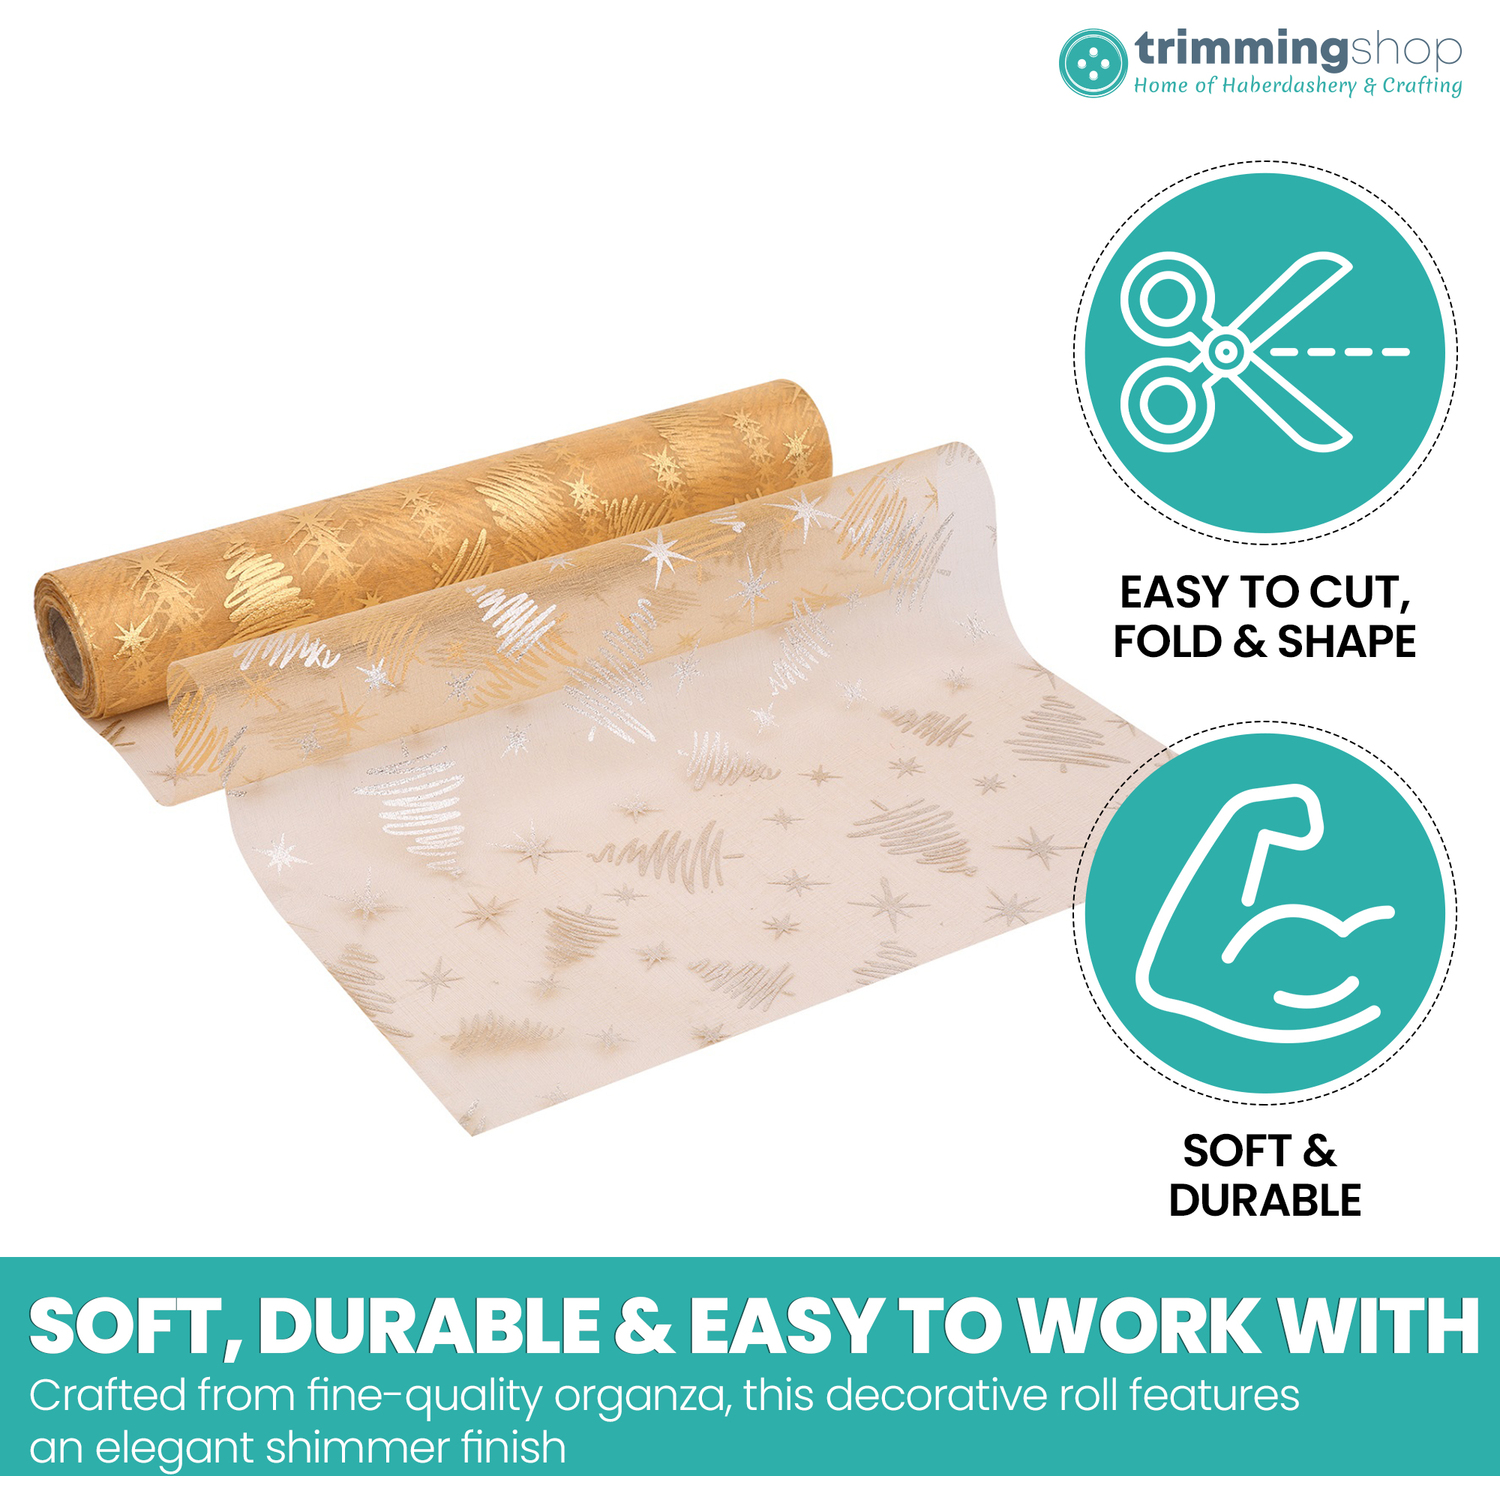 trimmingshop
Home of Haberdashery & Crafting
EASY TO CUT,
FOLD & SHAPE
SOFT &
DURABLE
SOFT, DURABLE & EASY TO WORK WITH
Crafted from fine-quality organza, this decorative roll features
an elegant shimmer finish